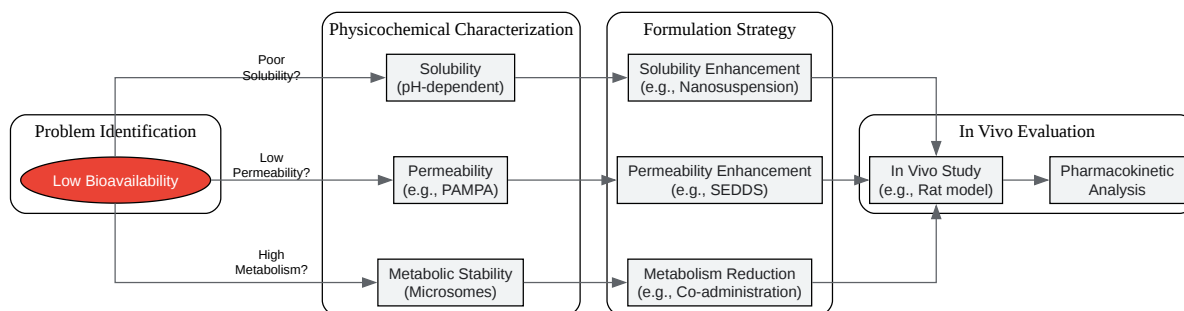 Physicochemical Characterization
Formulation Strategy
Poor
Solubility?
Solubility
(pH-dependent)
Solubility Enhancement
(e.g., Nanosuspension)
Problem Identification
In Vivo Evaluation
Low Bioavailability
Low
Permeability?
Permeability
(e.g., PAMPA)
Permeability Enhancement
(e.g., SEDDS)
In Vivo Study
(e.g., Rat model)
Pharmacokinetic
Analysis
High
Metabolism?
Metabolic Stability
(Microsomes)
Metabolism Reduction
(e.g., Co-administration)